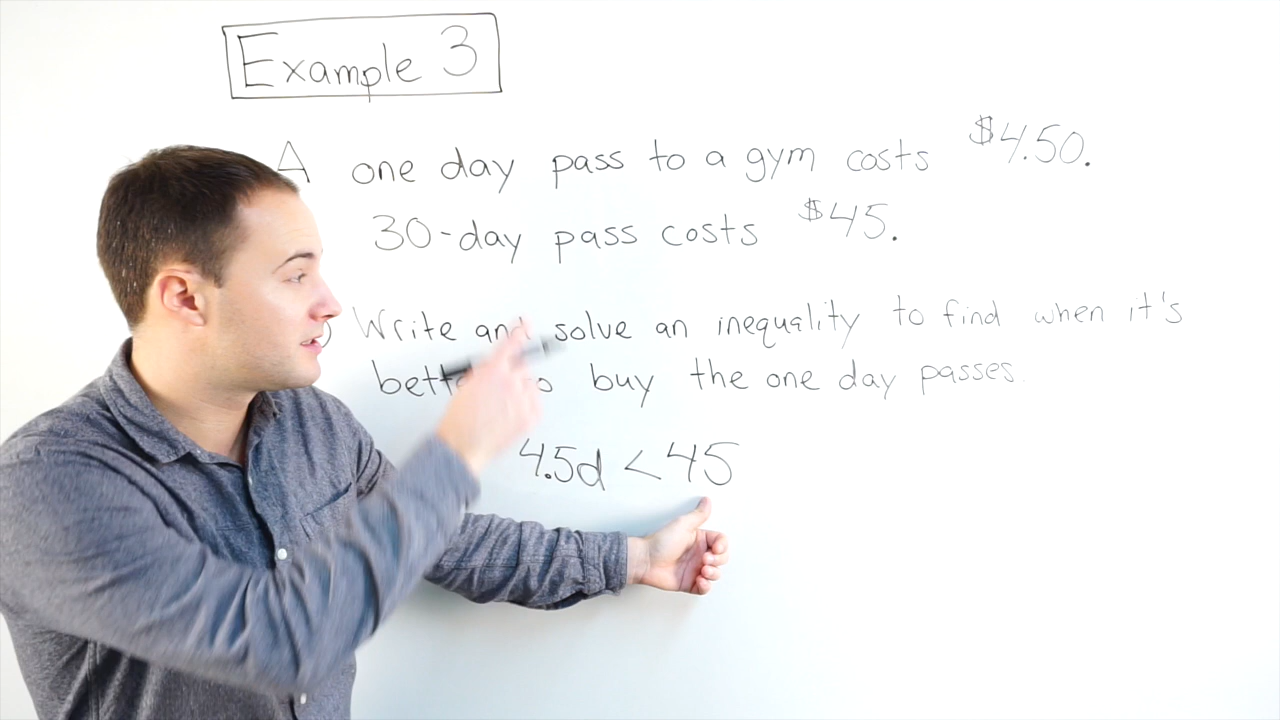 Example 3
A one day pass to a gym costs $4.50.
30-day pass costs $45.
) Write and solve an inequality to find when it's
to buy the one day passes.
4.5d < 45